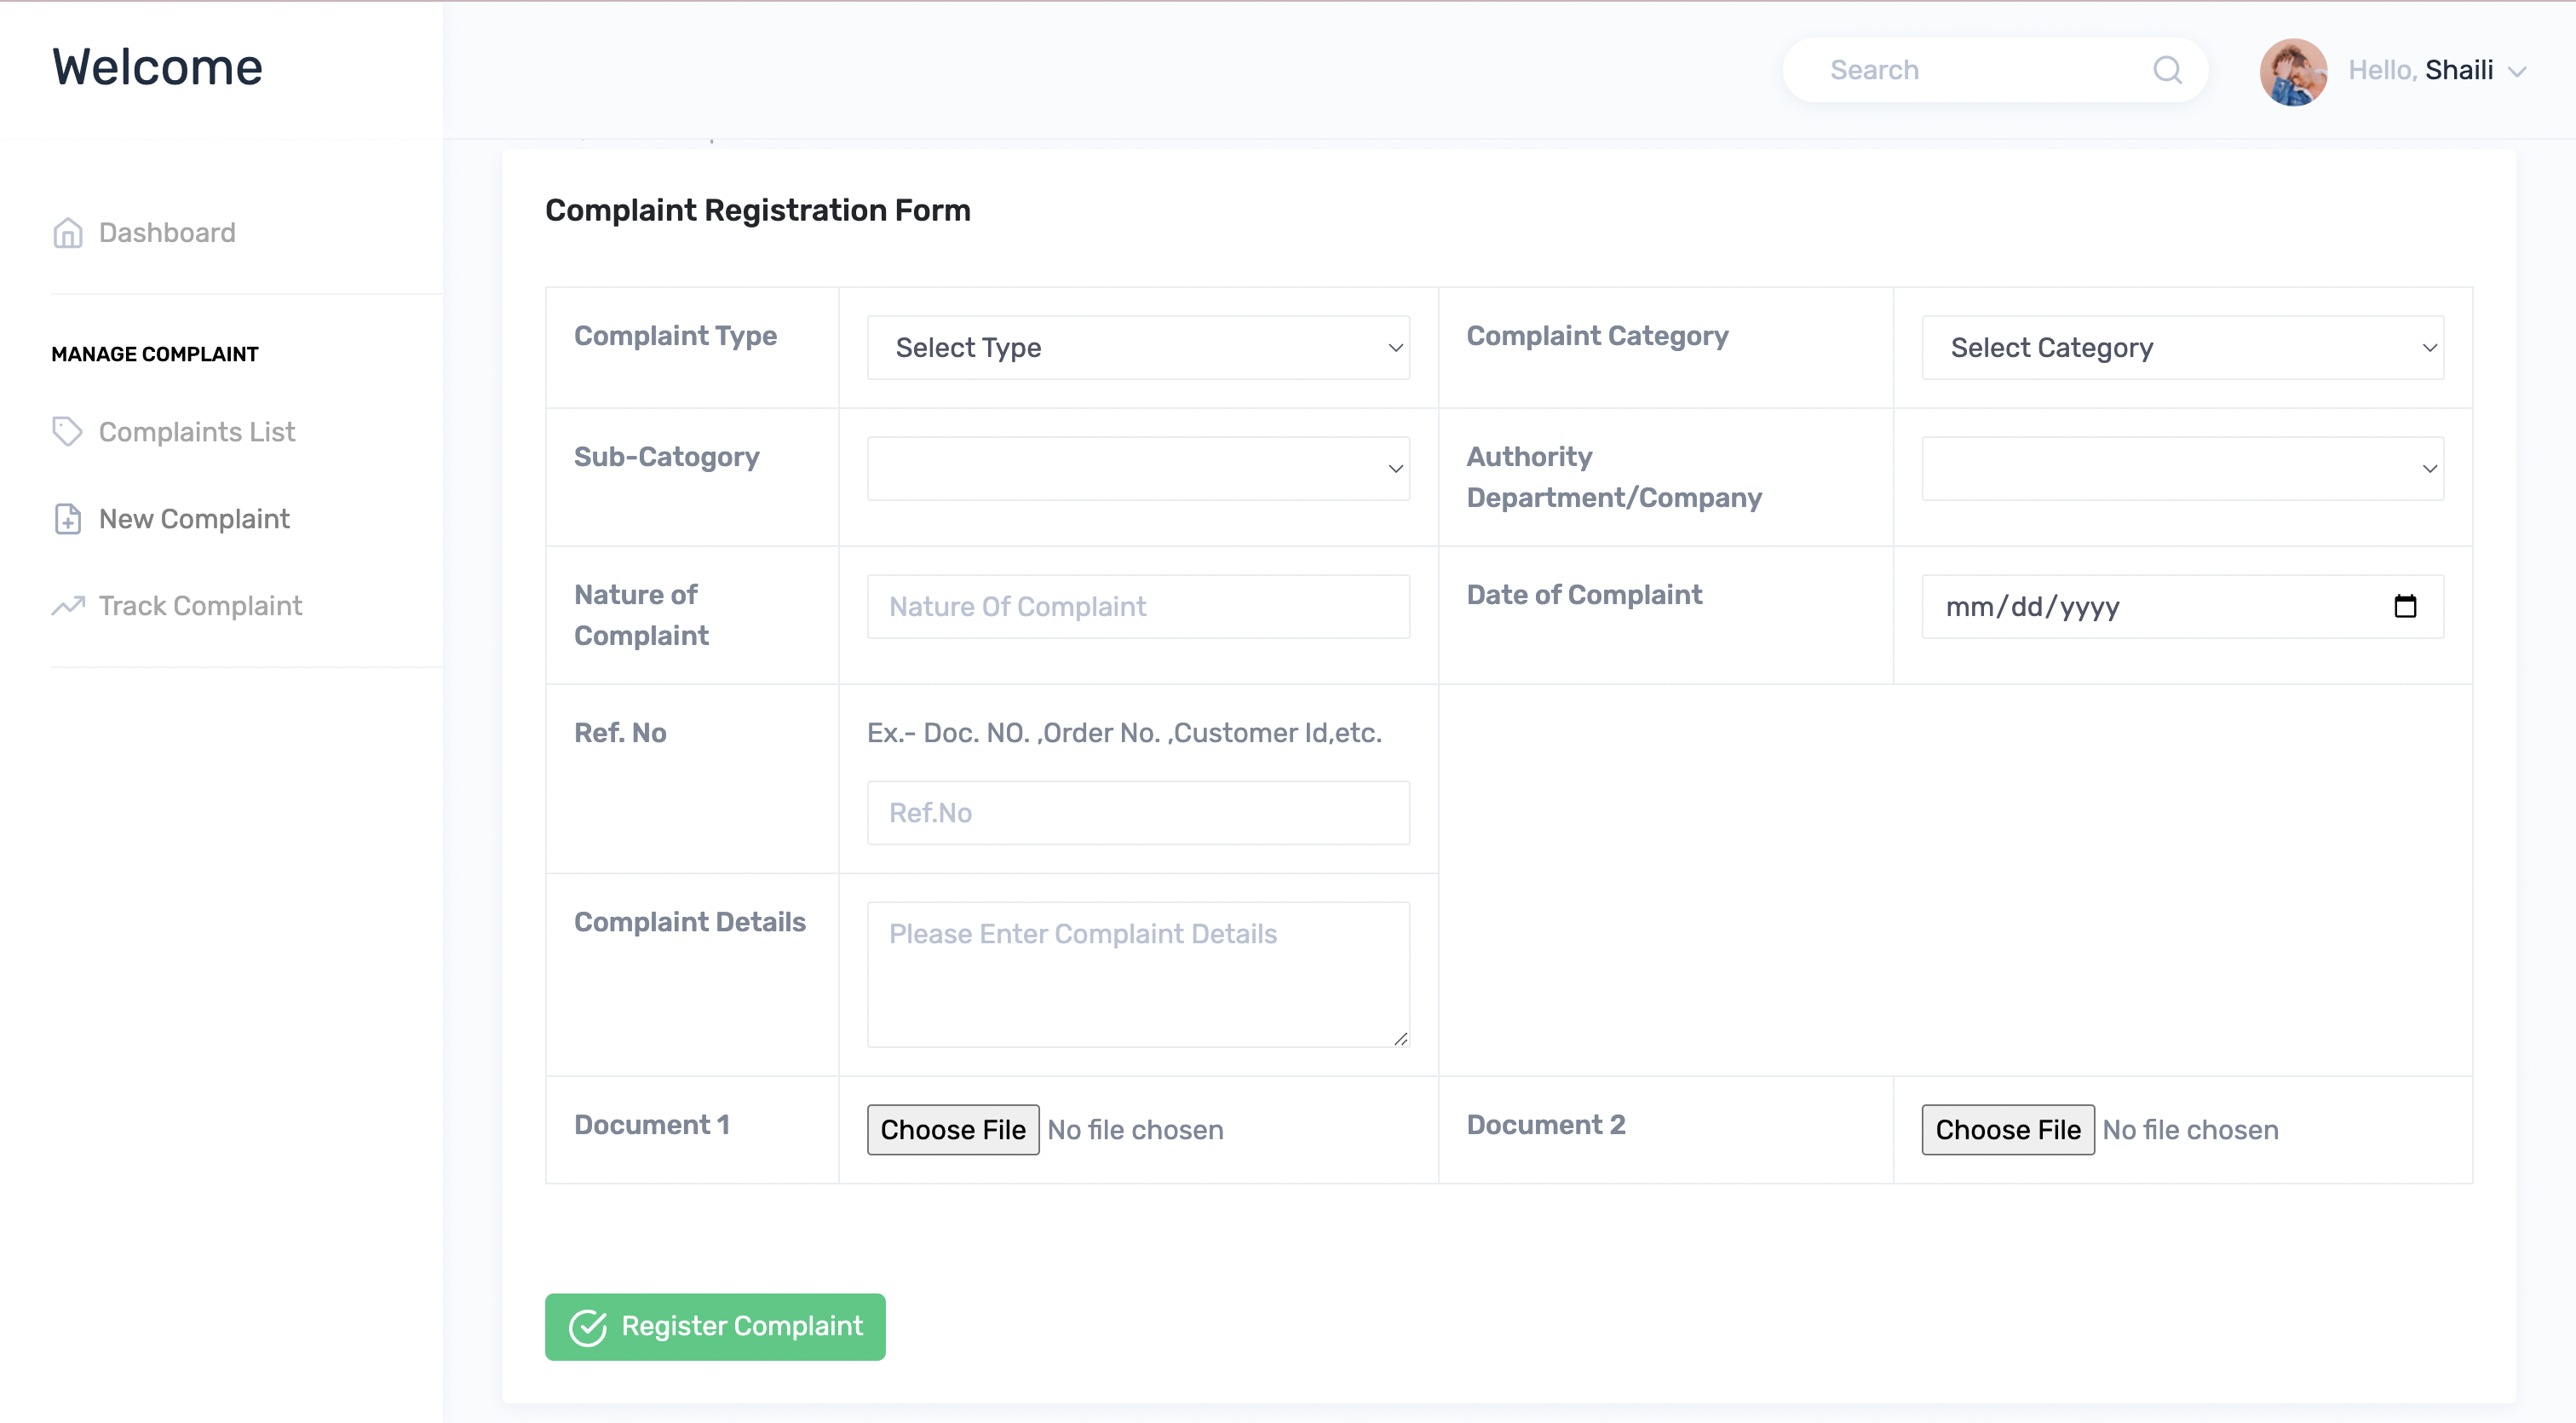 Welcome
Search
Hello, Shaili
Dashboard
MANAGE COMPLAINT
Complaints List
New Complaint
Track Complaint
Complaint Registration Form
Complaint Type
Select Type
Complaint Category
Select Category
Sub-Catogory
Authority
Department/Company
Nature of
Complaint
Nature Of Complaint
Date of Complaint
mm/dd/yyyy
Ref. No
Ex.- Doc. NO. ,Order No. ,Customer Id,etc.
Ref.No
Complaint Details
Please Enter Complaint Details
Document 1
Choose File No file chosen
Document 2
Choose File No file chosen
Register Complaint